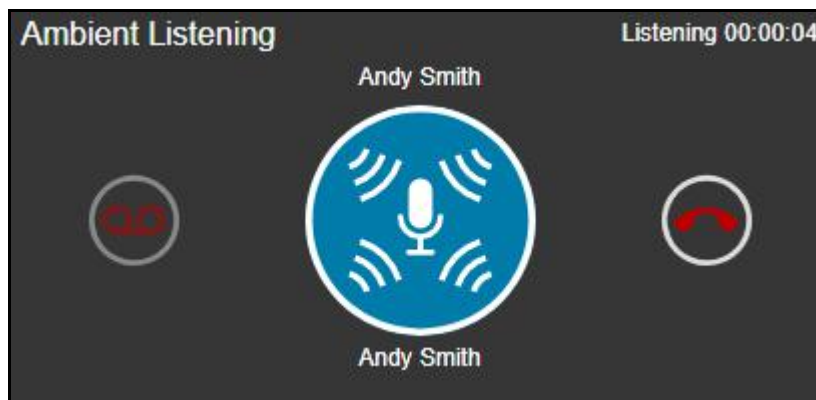 Ambient Listening
Listening 00:00:04
Andy Smith
Andy Smith